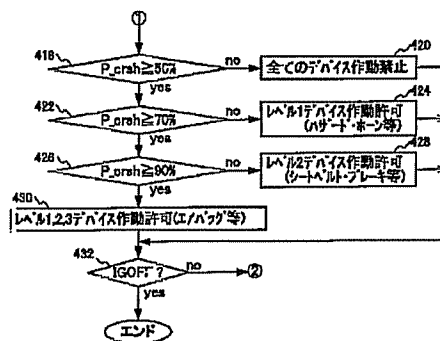 ①
418
P_crsh≧50%
no
420
全てのデバイス作動禁止
yes
422
P_crsh≧70%
no
424
レベル1デバイス作動許可
(ハザード・ホーン等)
yes
426
P_crsh≧90%
no
428
レベル2デバイス作動許可
(シートベルト・ブレーキ等)
yes
430
レベル1,2,3デバイス作動許可(エアバッグ等)
432
IGOFF?
no
②
yes
エンド